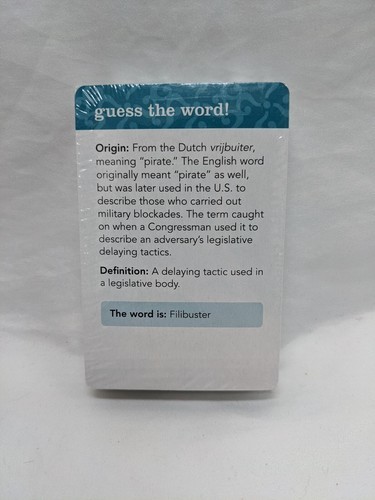 guess the word!
Origin: From the Dutch vrijbuiter,
meaning “pirate.” The English word
originally meant “pirate” as well,
but was later used in the U.S. to
describe those who carried out
military blockades. The term caught
on when a Congressman used it to
describe an adversary’s legislative
delaying tactics.
Definition: A delaying tactic used in
a legislative body.
The word is: Filibuster